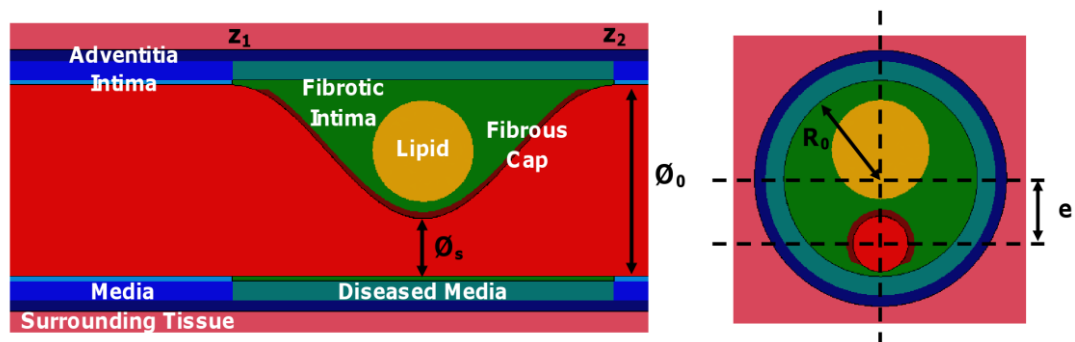 z1
z2
Adventitia
Intima
Fibrotic
Intima
Lipid
Fibrous
Cap
Ø0
Øs
Media
Diseased Media
Surrounding Tissue
R0
e